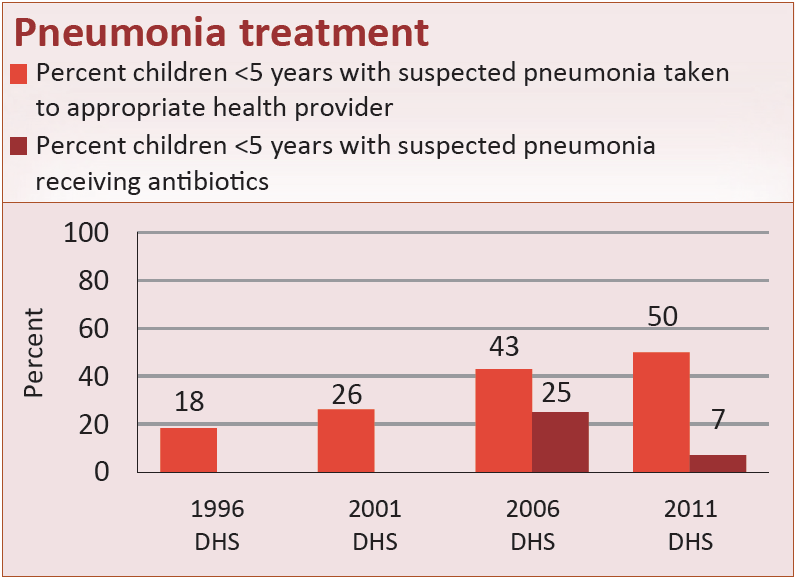 Pneumonia treatment
Percent children <5 years with suspected pneumonia taken
to appropriate health provider
Percent children <5 years with suspected pneumonia
receiving antibiotics
Percent
100
80
60
40
20
0
18
26
43
25
50
7
1996
DHS
2001
DHS
2006
DHS
2011
DHS